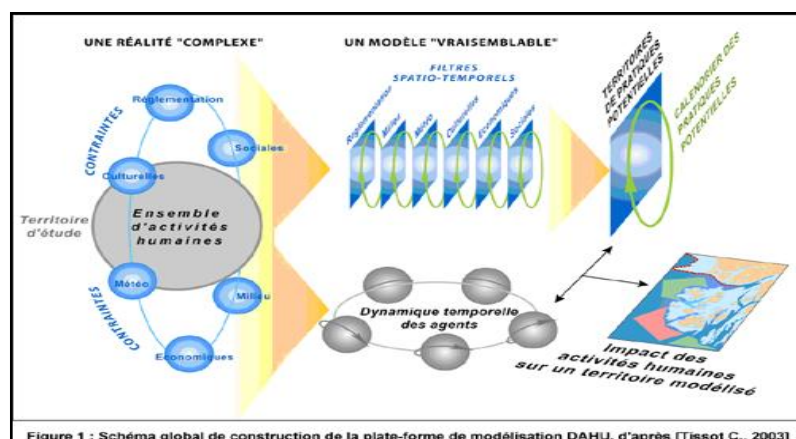 UNE RÉALITÉ "COMPLEXE"
UN MODÈLE "VRAISEMBLABLE"
FILTRES
SPATIO-TEMPORELS
Réglementation
Milieu
Météo
Culturelles
Economiques
Sociales
TERRITOIRES
DE PRATIQUES
POTENTIELLES
CALENDRIER DES
PRATIQUES
POTENTIELLES
CONTRAINTES
Réglementation
Sociales
Culturelles
Territoire
d'étude
Ensemble
d'activités
humaines
Météo
Milieu
Economiques
CONTRAINTES
Dynamique temporelle
des agents
Impact des
activités humaines
sur un territoire modélisé
Figure 1 : Schéma global de construction de la plate-forme de modélisation DAHU, d'après [Tissot C., 2003]